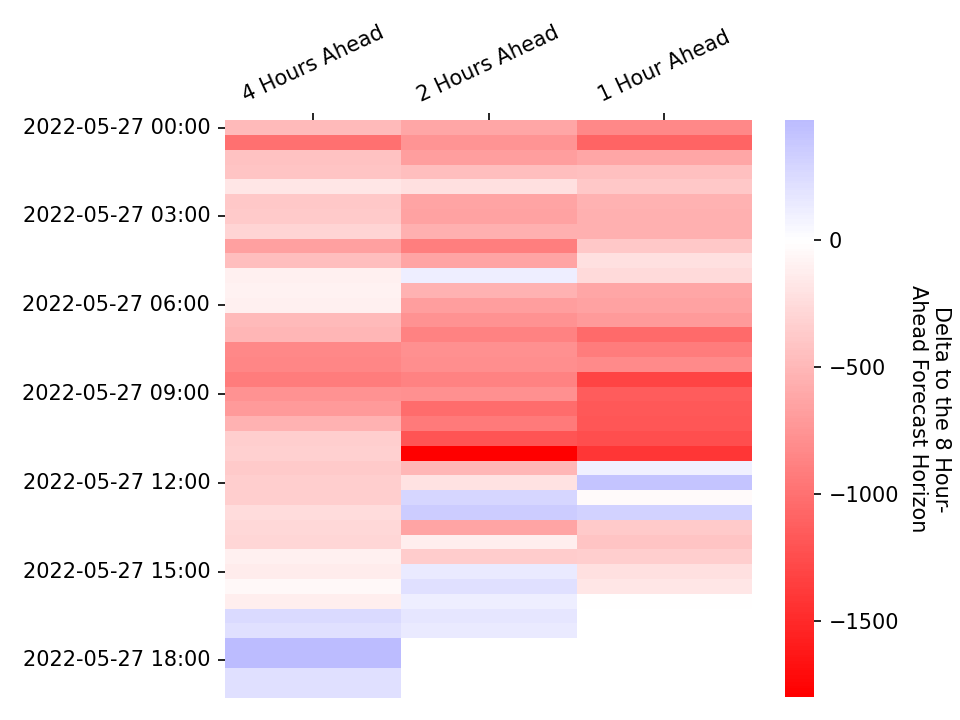 4 Hours Ahead
2 Hours Ahead
1 Hour Ahead
2022-05-27 00:00
2022-05-27 03:00
2022-05-27 06:00
2022-05-27 09:00
2022-05-27 12:00
2022-05-27 15:00
2022-05-27 18:00
0
−500
−1000
−1500
Delta to the 8 Hour-
Ahead Forecast Horizon